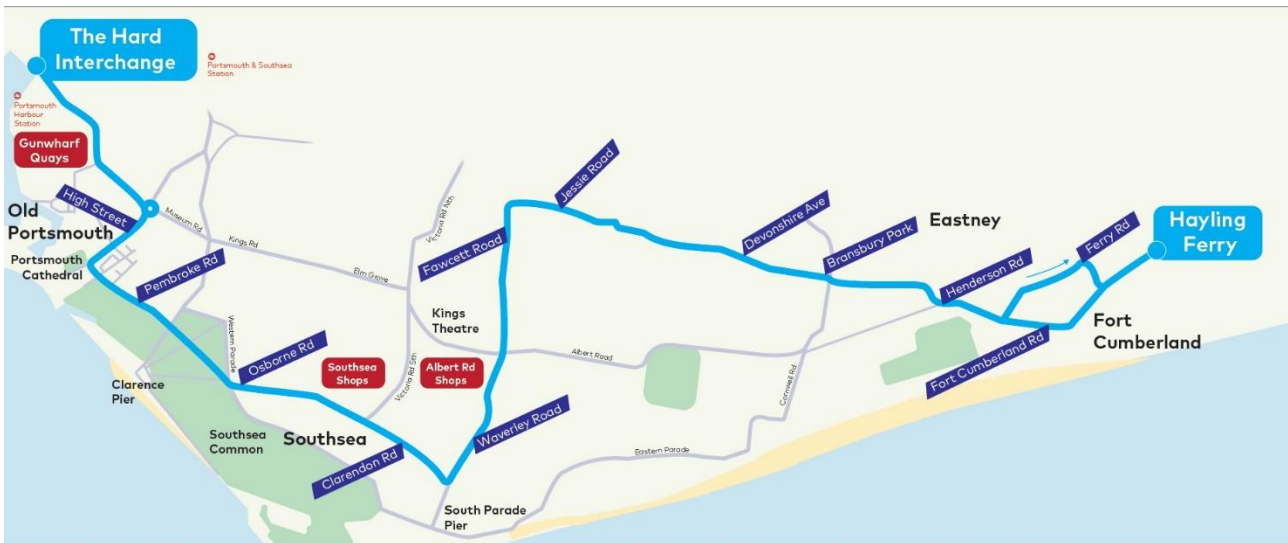 The Hard
Interchange
Portsmouth & Southsea
Station
Portsmouth
Harbour
Station
Gunwharf
Quays
High Street
Old
Portsmouth
Museum Rd
Kings Rd
Portsmouth
Cathedral
Pembroke Rd
Elm Grove
Victoria Rd Nth
Fawcett Road
Jessie Road
Devonshire Ave
Bransbury Park
Eastney
Henderson Rd
Ferry Rd
Hayling
Ferry
Fort
Cumberland
Fort Cumberland Rd
Kings
Theatre
Western Parade
Osborne Rd
Southsea
Shops
Victoria Rd Sth
Albert Rd
Shops
Albert Road
Clarence
Pier
Southsea
Common
Southsea
Clarendon Rd
Waverley Road
Cornwell Rd
Eastern Parade
South Parade
Pier